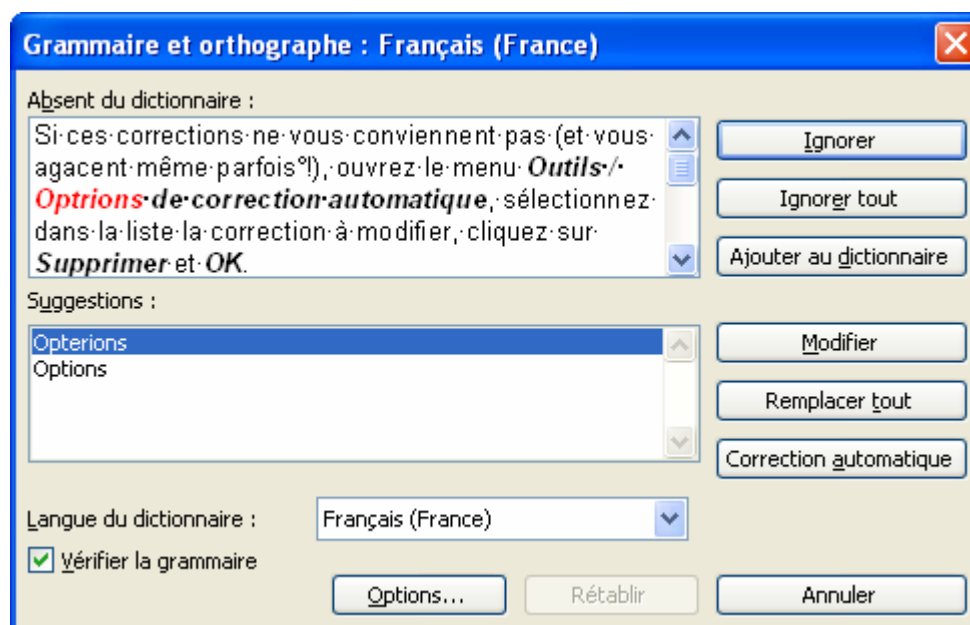 Grammaire et orthographe : Français (France)
Absent du dictionnaire :
Si·ces·corrections·ne·vous·conviennent·pas·(et·vous·
agacent·même·parfois°!),·ouvrez·le·menu·Outils·/·
Optrions·de·correction·automatique,·sélectionnez·
dans·la·liste·la·correction·à·modifier,·cliquez·sur·
Supprimer·et·OK.
Ignorer
Ignorer tout
Ajouter au dictionnaire
Suggestions :
Opterions
Options
Modifier
Remplacer tout
Correction automatique
Langue du dictionnaire :
Français (France)
Vérifier la grammaire
Options...
Rétablir
Annuler